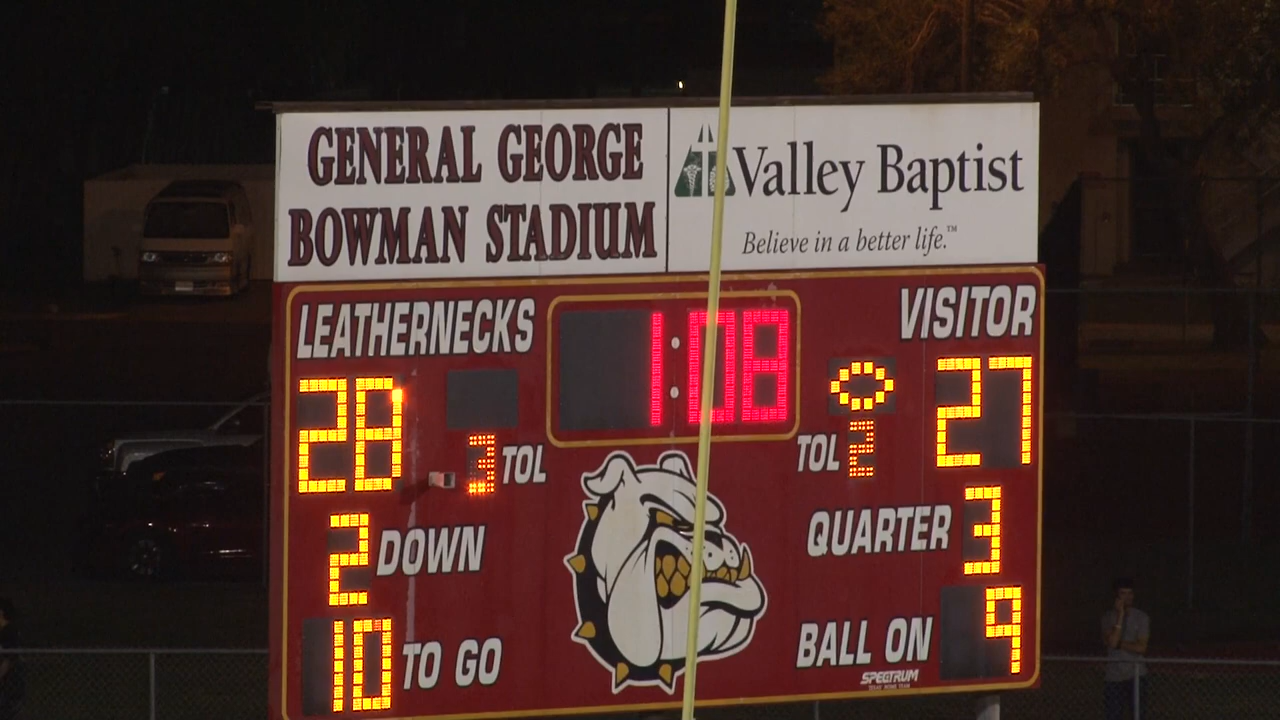 GENERAL GEORGE
BOWMAN STADIUM
Valley Baptist
Believe in a better life.™
LEATHERNECKS
1:08
VISITOR
28
27
3 TOL
TOL 2
2 DOWN
QUARTER 3
10 TO GO
BALL ON 9
SPECTRUM